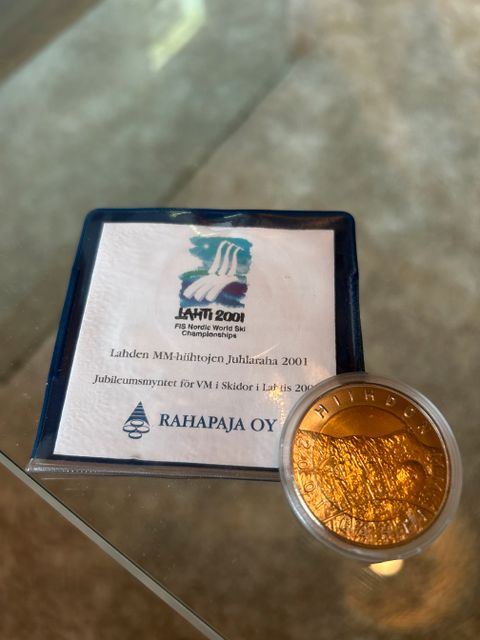 LAHTI 2001
FIS Nordic World Ski
Championships
Lahden MM-hiihtojen Juhlaraha 2001
Jubileumsmyntet för VM i Skidor i Lahtis
RAHAPAJA OY
HIIHDON